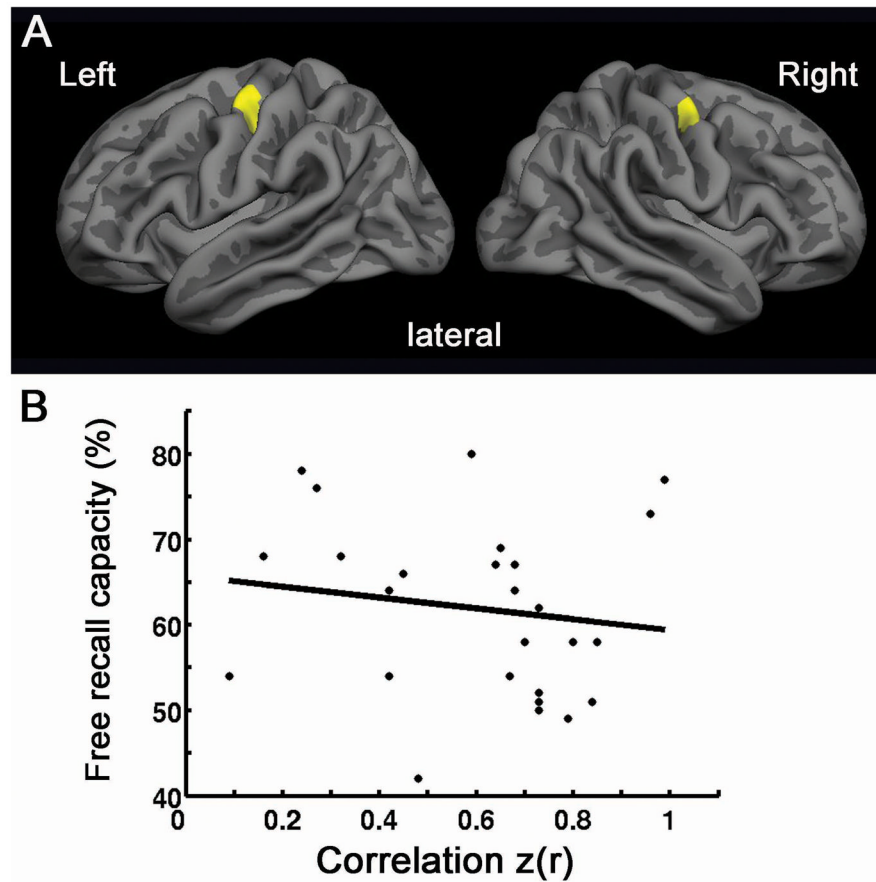 A
Left
Right
lateral
B
Free recall capacity (%)
80
70
60
50
40
0 0.2 0.4 0.6 0.8 1
Correlation z(r)